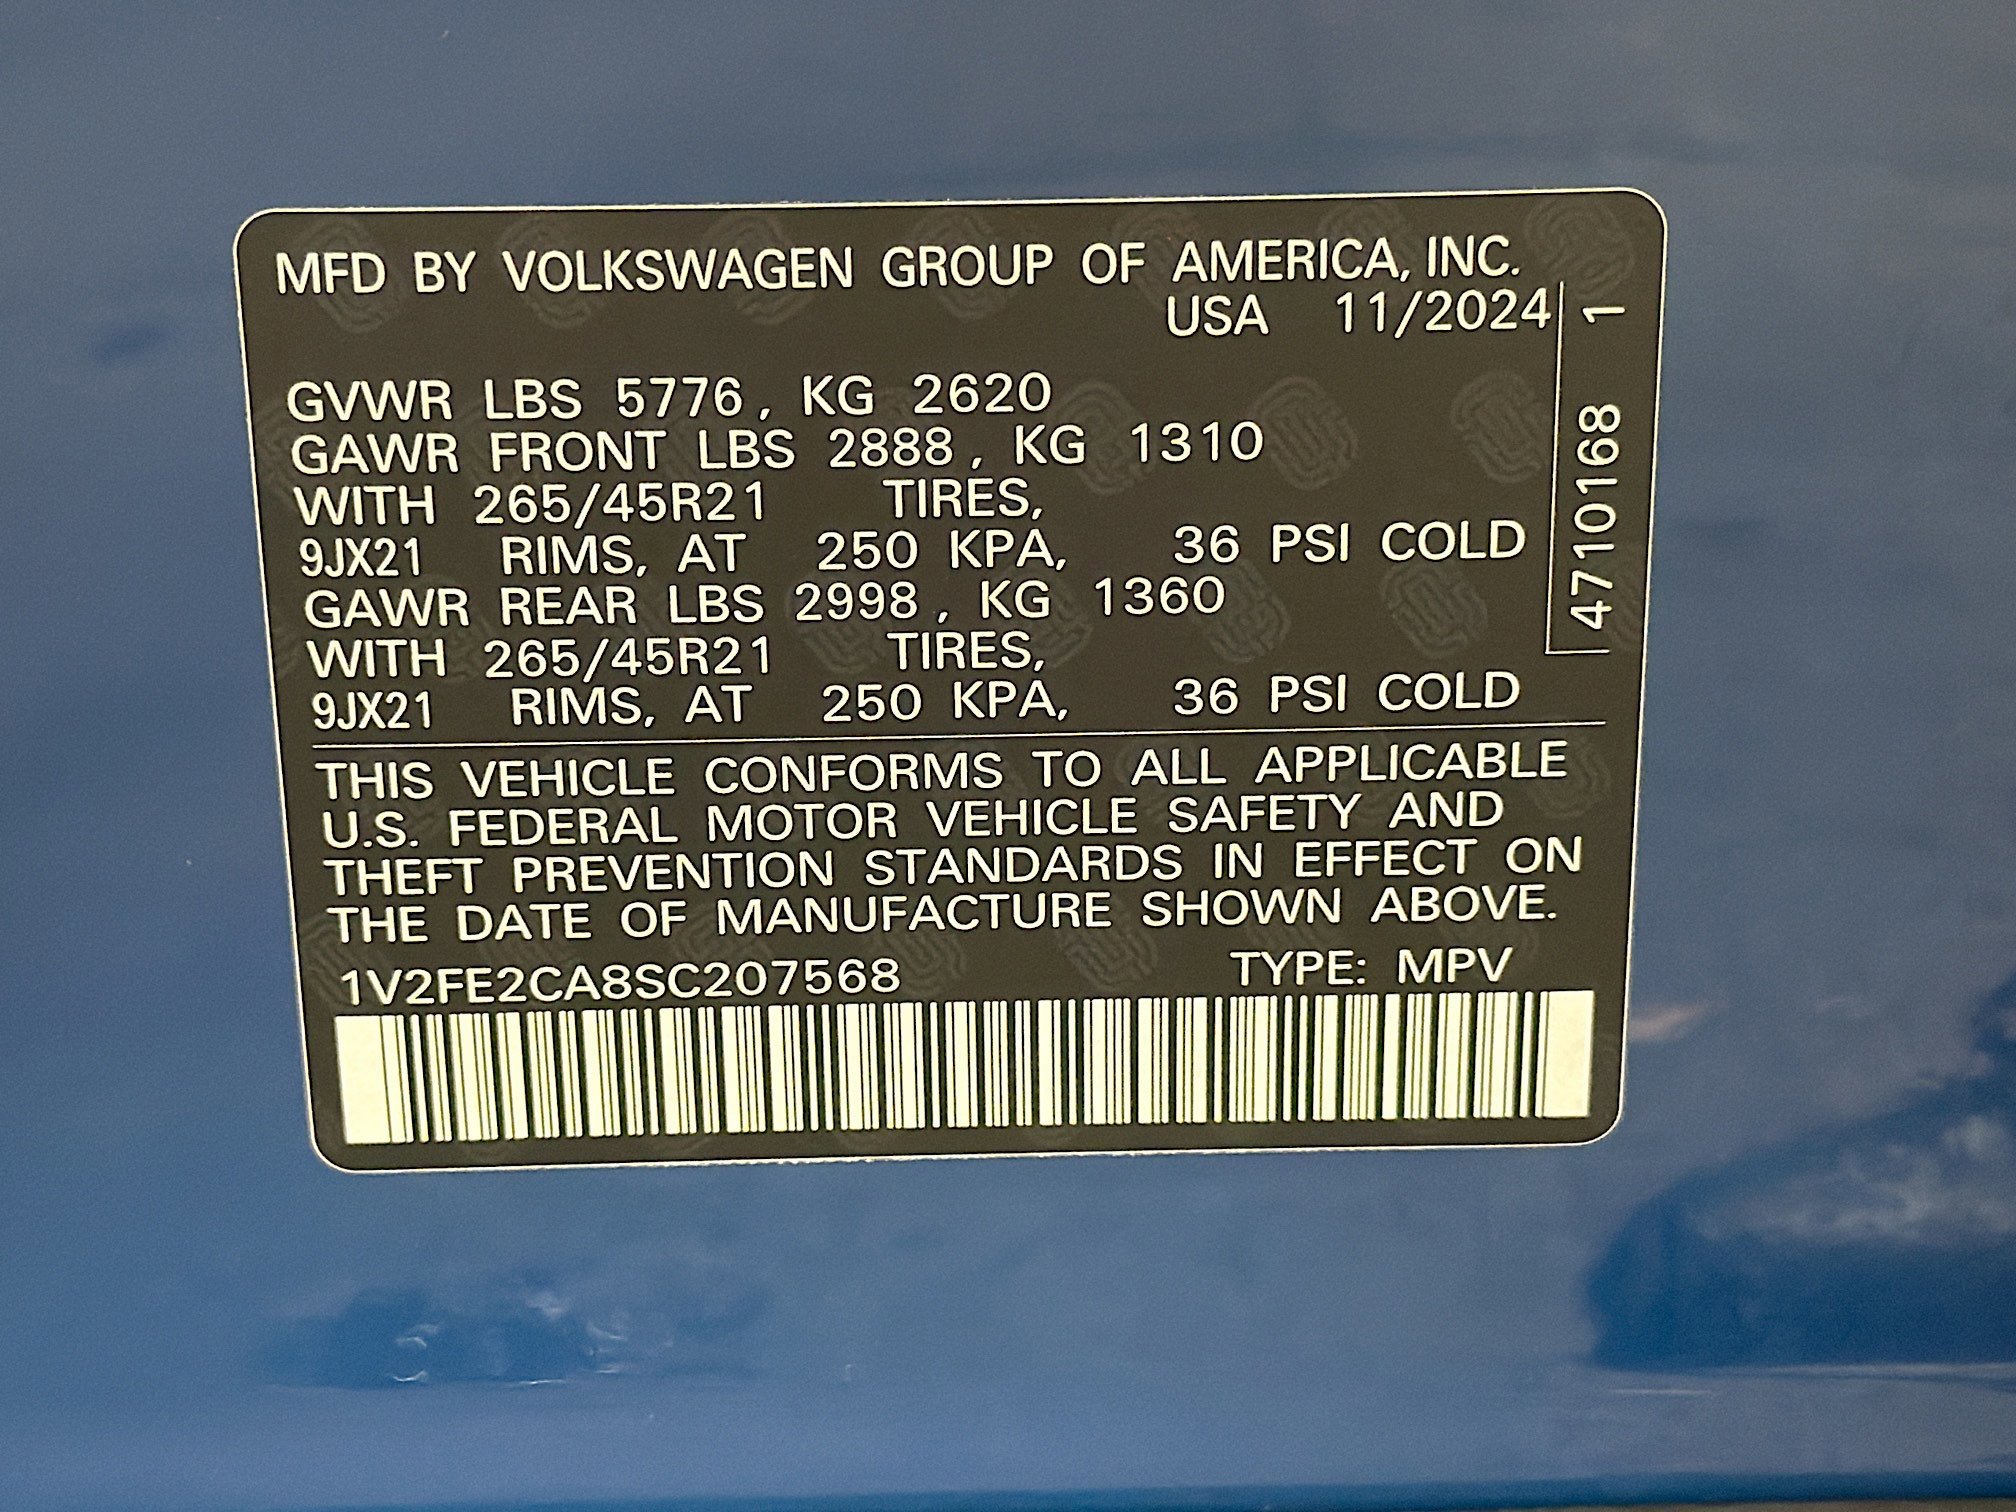 MFD BY VOLKSWAGEN GROUP OF AMERICA, INC.
USA 11/2024
GVWR LBS 5776, KG 2620
GAWR FRONT LBS 2888, KG 1310
WITH 265/45R21 TIRES,
9JX21 RIMS, AT 250 KPA, 36 PSI COLD
GAWR REAR LBS 2998, KG 1360
WITH 265/45R21 TIRES,
9JX21 RIMS, AT 250 KPA, 36 PSI COLD
4710168 1
THIS VEHICLE CONFORMS TO ALL APPLICABLE
U.S. FEDERAL MOTOR VEHICLE SAFETY AND
THEFT PREVENTION STANDARDS IN EFFECT ON
THE DATE OF MANUFACTURE SHOWN ABOVE.
1V2FE2CA8SC207568 TYPE: MPV